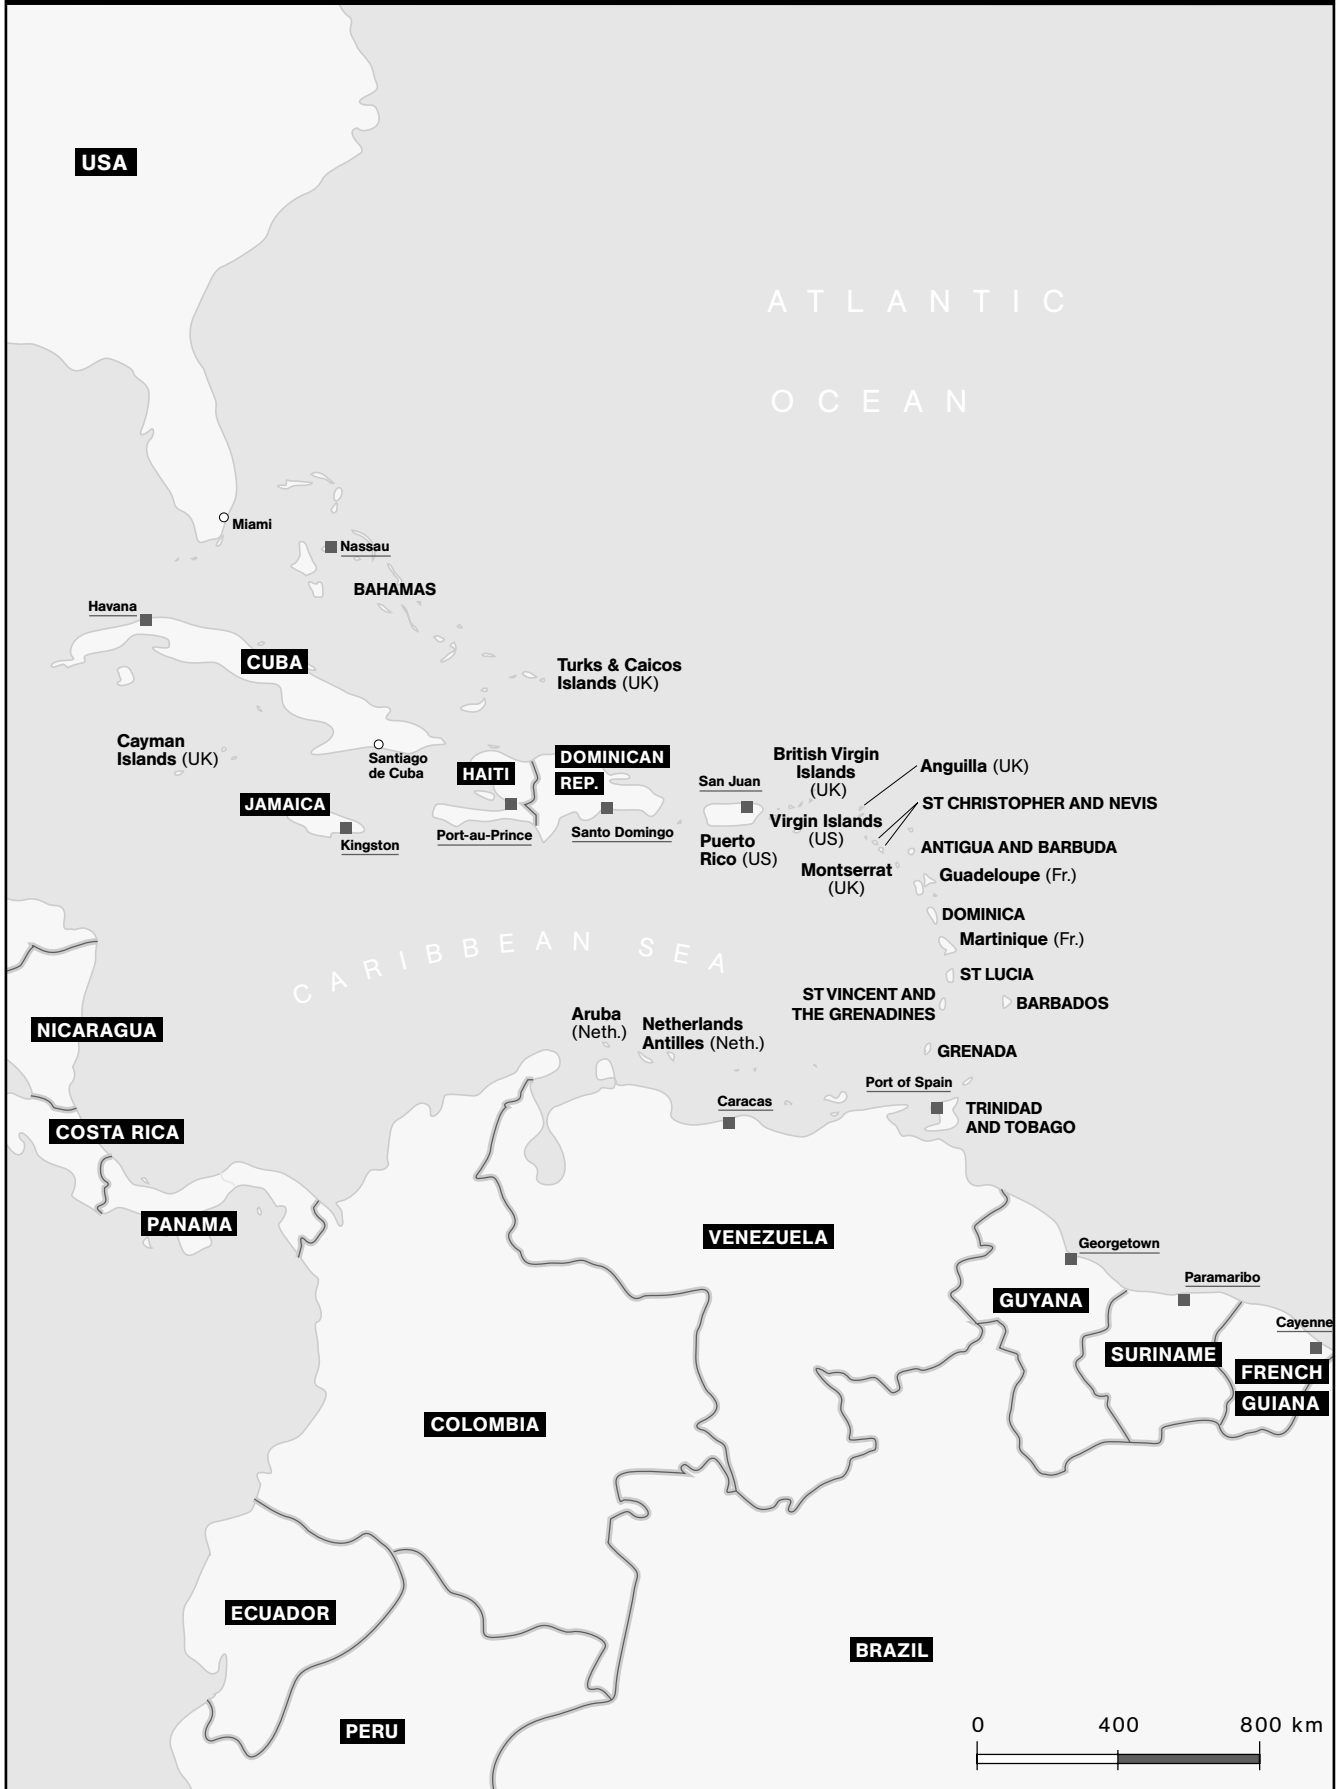 USA
ATLANTIC
OCEAN
Miami
Nassau
BAHAMAS
Havana
CUBA
Turks & Caicos
Islands (UK)
Cayman
Islands (UK)
Santiago
de Cuba
HAITI
DOMINICAN
REP.
JAMAICA
Kingston
Port-au-Prince
Santo Domingo
San Juan
Puerto
Rico (US)
British Virgin
Islands
(UK)
Virgin Islands
(US)
Anguilla (UK)
ST CHRISTOPHER AND NEVIS
Montserrat
(UK)
ANTIGUA AND BARBUDA
Guadeloupe (Fr.)
DOMINICA
Martinique (Fr.)
CARIBBEAN SEA
ST LUCIA
ST VINCENT AND
THE GRENADINES
BARBADOS
Aruba
(Neth.)
Netherlands
Antilles (Neth.)
GRENADA
NICARAGUA
Port of Spain
Caracas
TRINIDAD
AND TOBAGO
COSTA RICA
PANAMA
VENEZUELA
Georgetown
Paramaribo
GUYANA
Cayenne
SURINAME
FRENCH
GUIANA
COLOMBIA
ECUADOR
BRAZIL
PERU
0 400 800 km